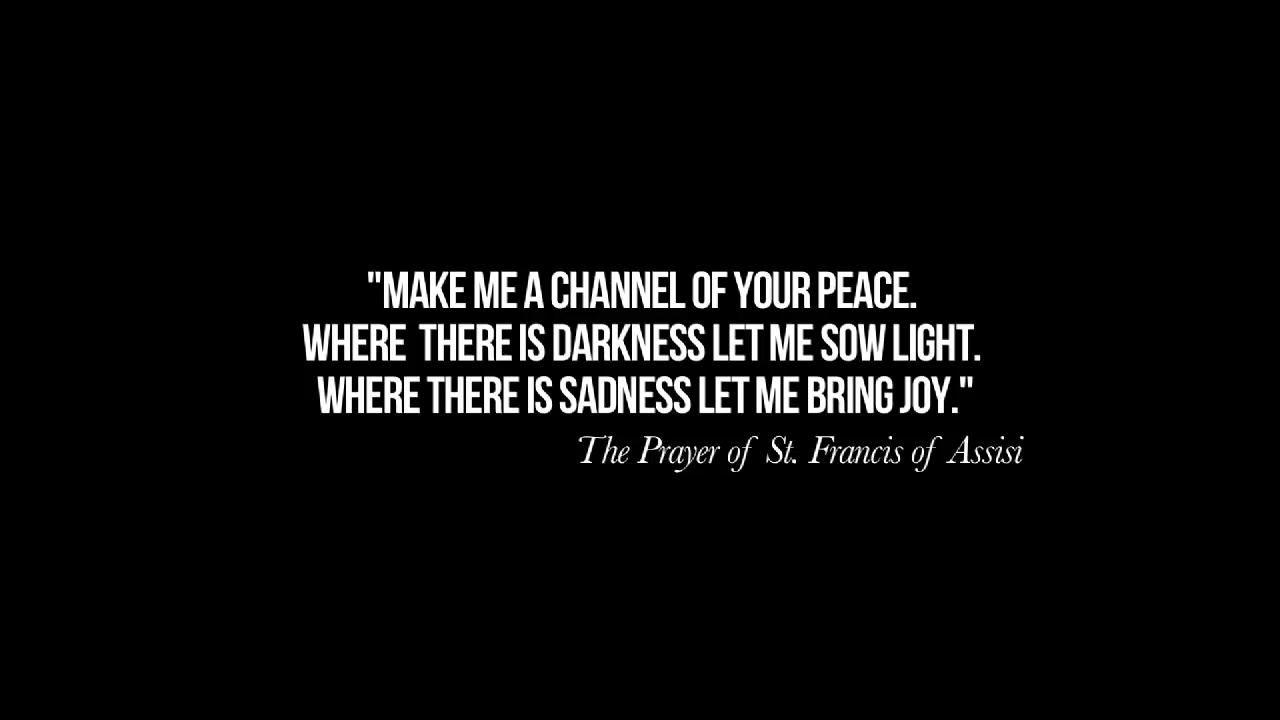 "MAKE ME A CHANNEL OF YOUR PEACE.
WHERE THERE IS DARKNESS LET ME SOW LIGHT.
WHERE THERE IS SADNESS LET ME BRING JOY."
The Prayer of St. Francis of Assisi